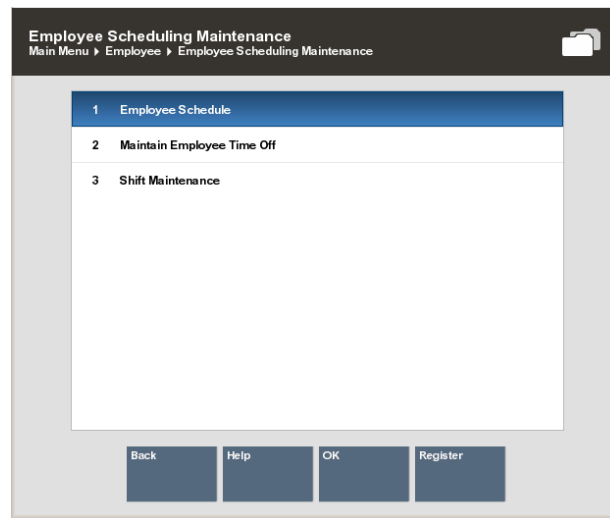 Employee Scheduling Maintenance
Main Menu ▸ Employee ▸ Employee Scheduling Maintenance
1 Employee Schedule
2 Maintain Employee Time Off
3 Shift Maintenance
Back Help OK Register